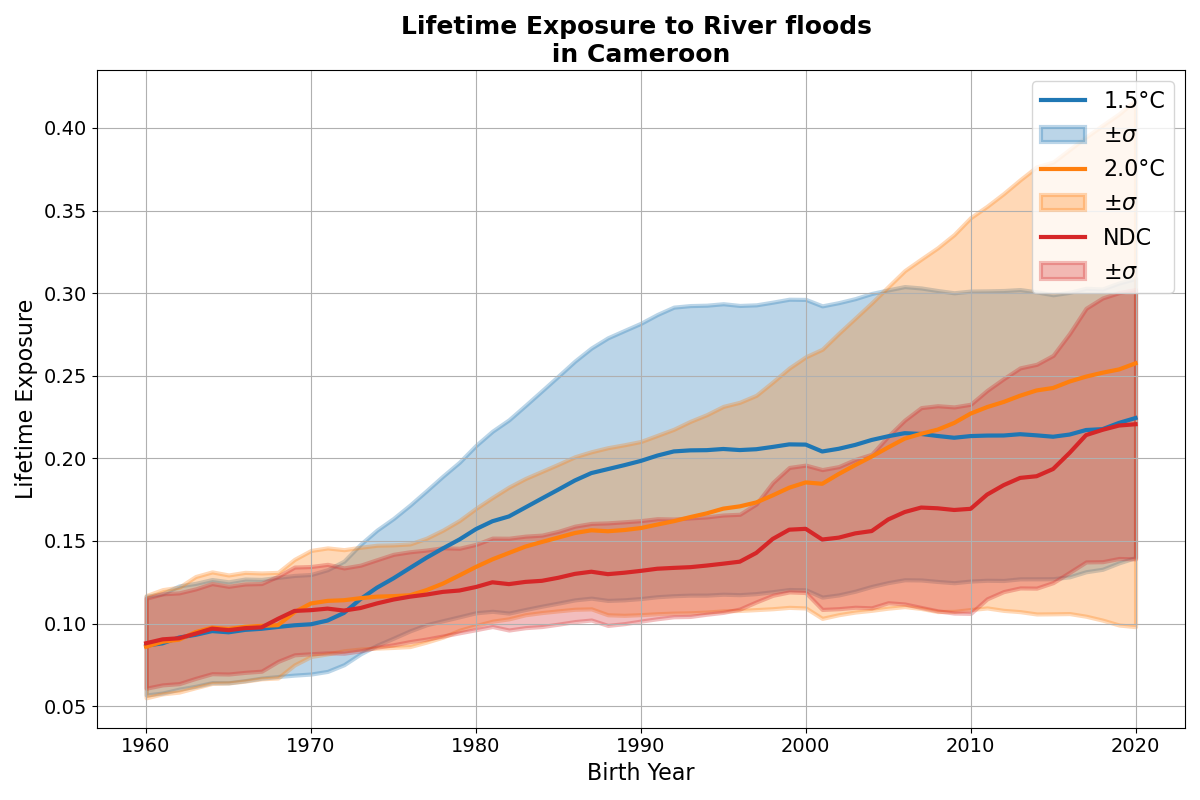 Lifetime Exposure to River floods
in Cameroon
Lifetime Exposure
0.40
0.35
0.30
0.25
0.20
0.15
0.10
0.05
1.5°C
±σ
2.0°C
±σ
NDC
±σ
1960
1970
1980
1990
2000
2010
2020
Birth Year